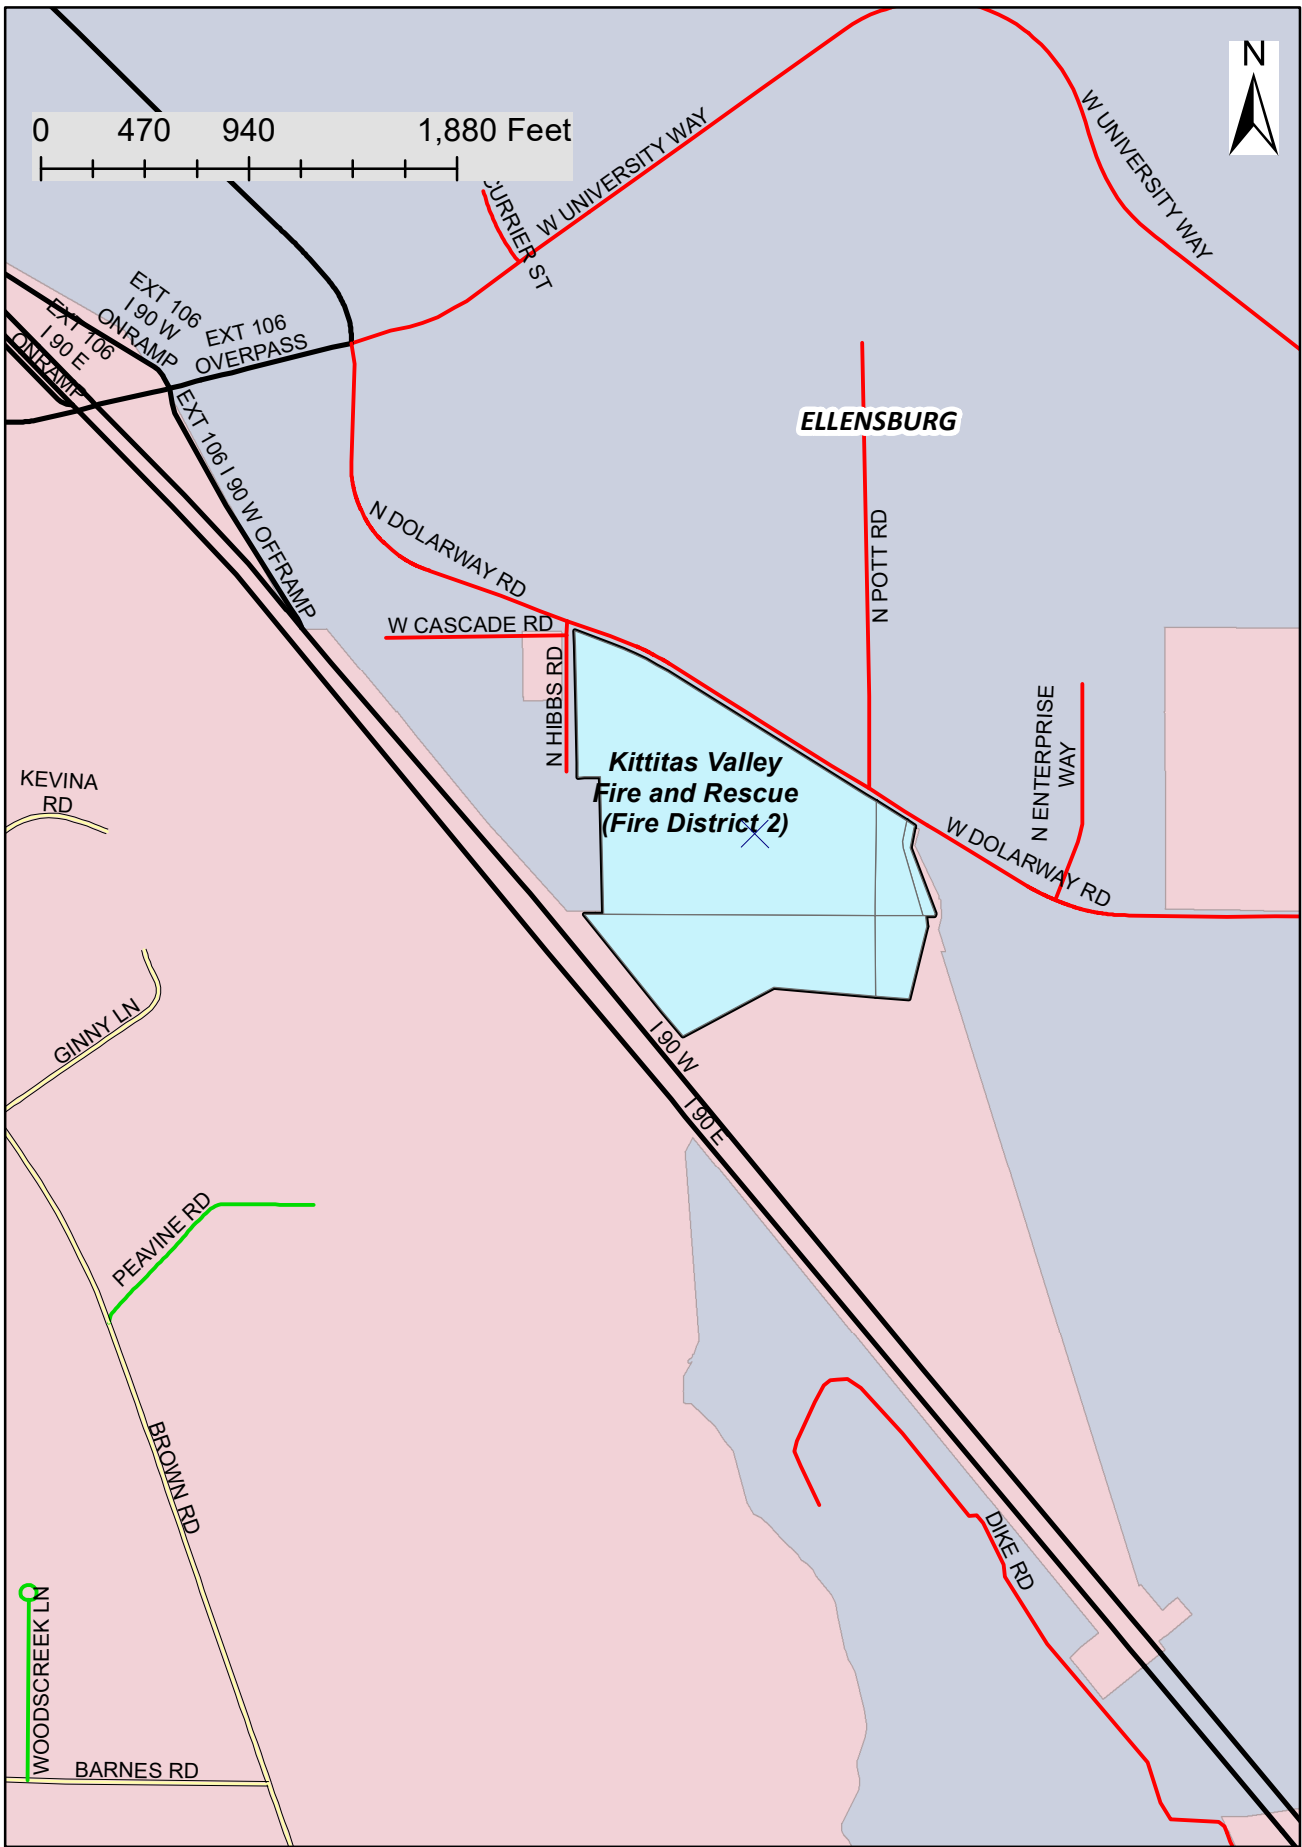 N
0 470 940 1,880 Feet
W UNIVERSITY WAY
W UNIVERSITY WAY
CURRIER ST
EXT 106
I 90 W
ONRAMP
EXT 106
I 90 E
ONRAMP
EXT 106
OVERPASS
EXT 106 I 90 W OFFRAMP
ELLENSBURG
N DOLARWAY RD
N POTT RD
W CASCADE RD
N HIBBS RD
N ENTERPRISE
WAY
Kittitas Valley
Fire and Rescue
(Fire District 2)
KEVINA
RD
W DOLARWAY RD
GINNY LN
I 90 W
I 90 E
PEAVINE RD
BROWN RD
DIKE RD
WOODSCREEK LN
BARNES RD